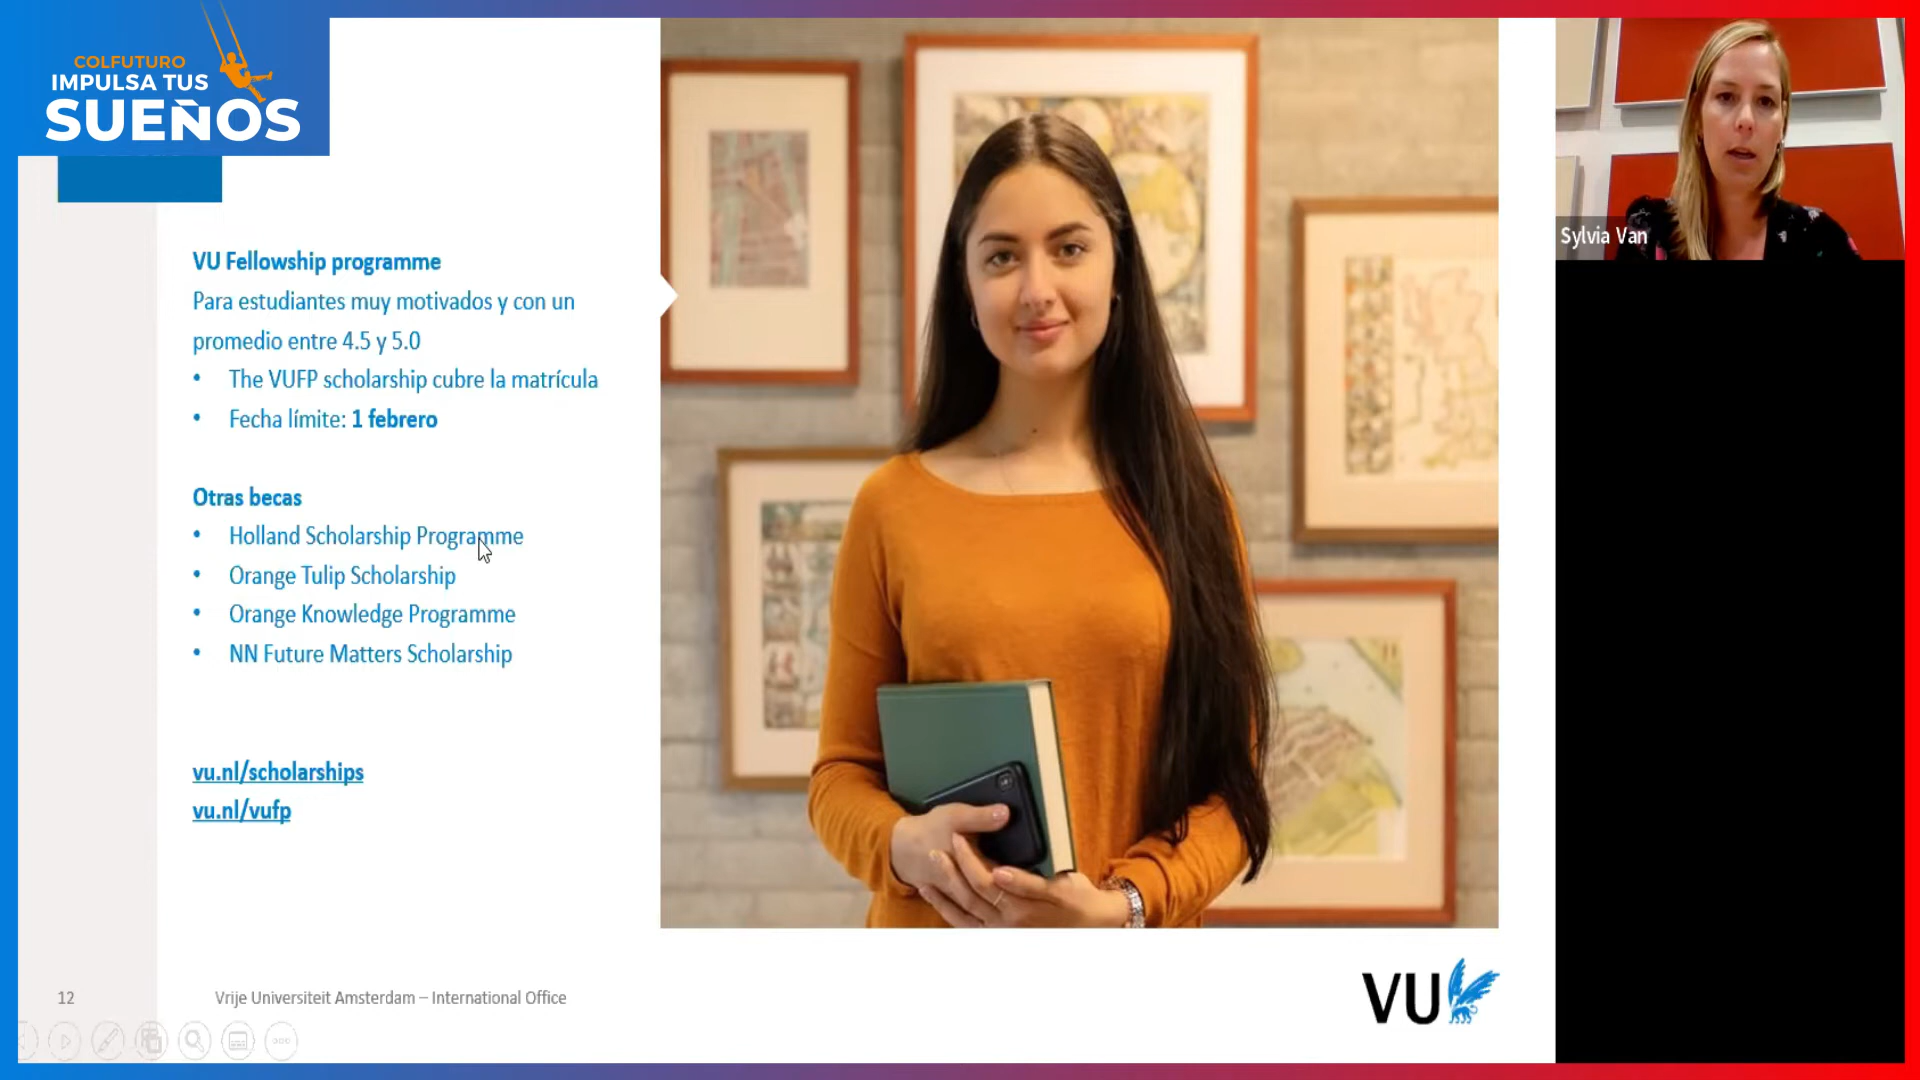 COLFUTURO
IMPULSA TUS
SUEÑOS
VU Fellowship programme
Para estudiantes muy motivados y con un
promedio entre 4.5 y 5.0
• The VUFP scholarship cubre la matrícula
• Fecha límite: 1 febrero
Otras becas
• Holland Scholarship Programme
• Orange Tulip Scholarship
• Orange Knowledge Programme
• NN Future Matters Scholarship
vu.nl/scholarships
vu.nl/vufp
12
Vrije Universiteit Amsterdam – International Office
VU
Sylvia Van